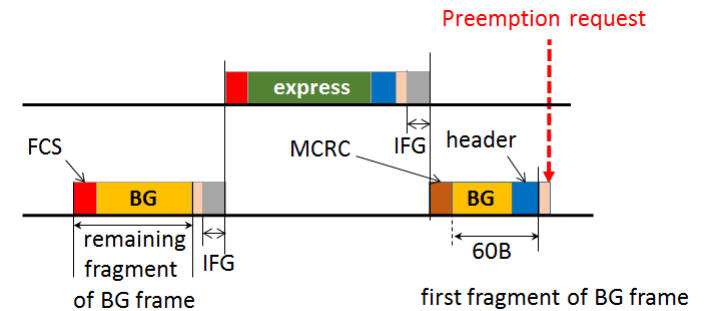 Preemption request
express
FCS
MCRC
IFG
header
BG
BG
remaining
fragment
of BG frame
IFG
60B
first fragment of BG frame